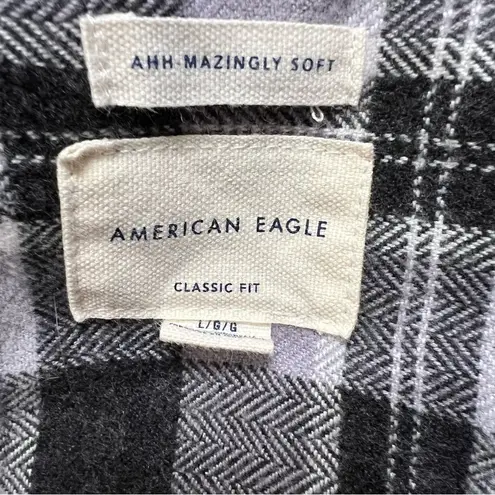 AHH-MAZINGLY SOFT
AMERICAN EAGLE
CLASSIC FIT
L/G/G